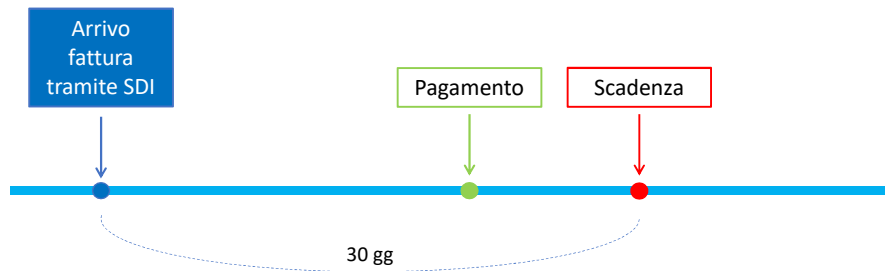 Arrivo
fattura
tramite SDI
Pagamento
Scadenza
30 gg